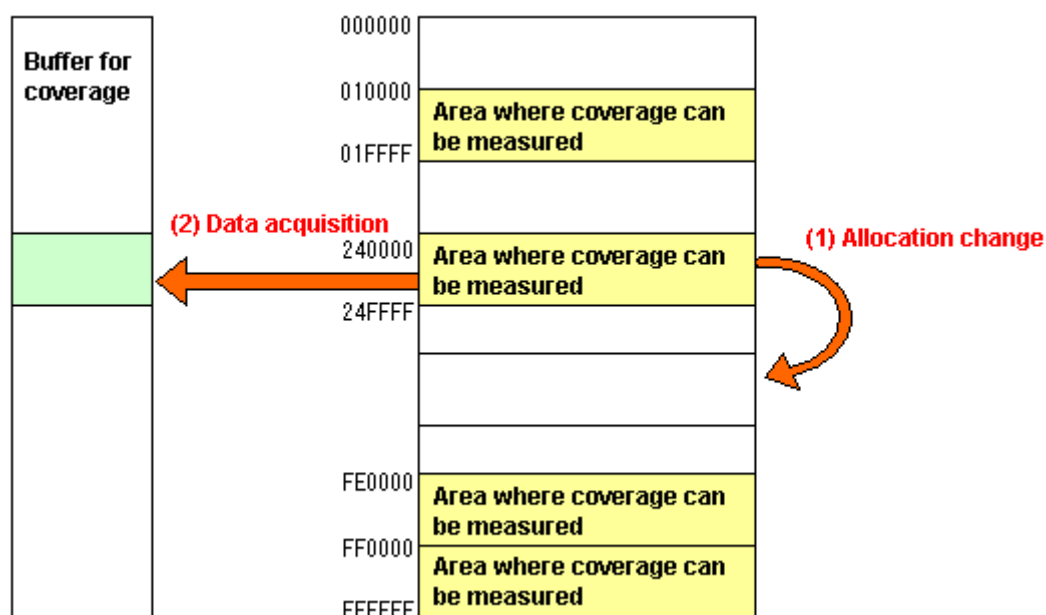 Buffer for
coverage
000000
010000
Area where coverage can
be measured
01FFFF
(2) Data acquisition
240000
Area where coverage can
be measured
(1) Allocation change
24FFFF
FE0000
Area where coverage can
be measured
FF0000
Area where coverage can
be measured
FFFFFF